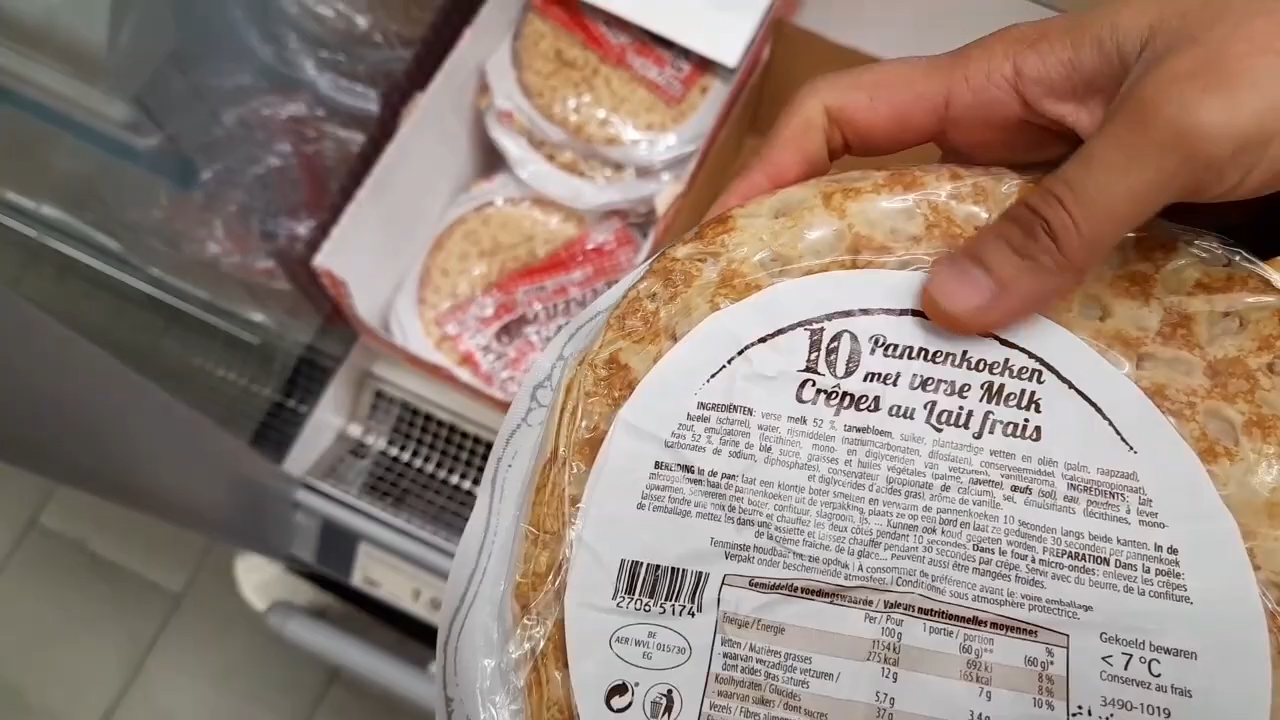 10 Pannenkoeken
met verse Melk
Crêpes au Lait frais
INGREDIËNTEN: verse melk 52 %, tarwebloem, suiker, plantaardige vetten en oliën (palm, raapzaad),
heelei (scharrel), water, rijsmiddelen (natriumcarbonaten, difosfaten), conserveermiddel (calciumpropionaat),
zout, emulgatoren (lecithinen, mono- en diglyceriden van vetzuren), vanillearoma. INGREDIENTS: lait
frais 52 %, farine de blé, sucre, graisses et huiles végétales (palme, navette), œufs (sol), eau, poudres à lever
(carbonates de sodium, diphosphates), conservateur (propionate de calcium), sel, émulsifiants (lécithines, mono-
et diglycérides d'acides gras), arôme de vanille.
BEREIDING In de pan: laat een klontje boter smelten en verwarm de pannenkoeken 10 seconden langs beide kanten. In de
microgolfoven: haal de pannenkoeken uit de verpakking, plaats ze op een bord en laat ze gedurende 30 seconden per pannenkoek
opwarmen. Serveren met boter, confituur, slagroom, ijs, ... Kunnen ook koud gegeten worden. PREPARATION Dans la poêle:
laissez fondre une noix de beurre et chauffez les deux côtés pendant 10 secondes. Dans le four à micro-ondes: enlevez les crêpes
de l'emballage, mettez les dans une assiette et laissez chauffer pendant 30 secondes par crêpe. Servir avec du beurre, de la confiture,
de la crème fraîche, de la glace... Peuvent aussi être mangées froides.
Tenminste houdbaar tot: zie opdruk | A consommer de préférence avant le: voire emballage
Verpakt onder beschermende atmosfeer. | Conditionné sous atmosphère protectrice.
2706 5174
BE
AER|WVL|015730
EG
Gemiddelde voedingswaarde / Valeurs nutritionnelles moyennes
Per / Pour 1 portie / portion %
100 g (60 g)** (60 g)*
Energie / Énergie 1154 kJ 692 kJ 8 %
275 kcal 165 kcal 8 %
Vetten / Matières grasses 12 g 7 g 10 %
- waarvan verzadigde vetzuren /
dont acides gras saturés 5,7 g 3,4 g
Koolhydraten / Glucides 37 g
- waarvan suikers / dont sucres
Vezels / Fibres
Gekoeld bewaren
< 7 °C
Conservez au frais
3490-1019